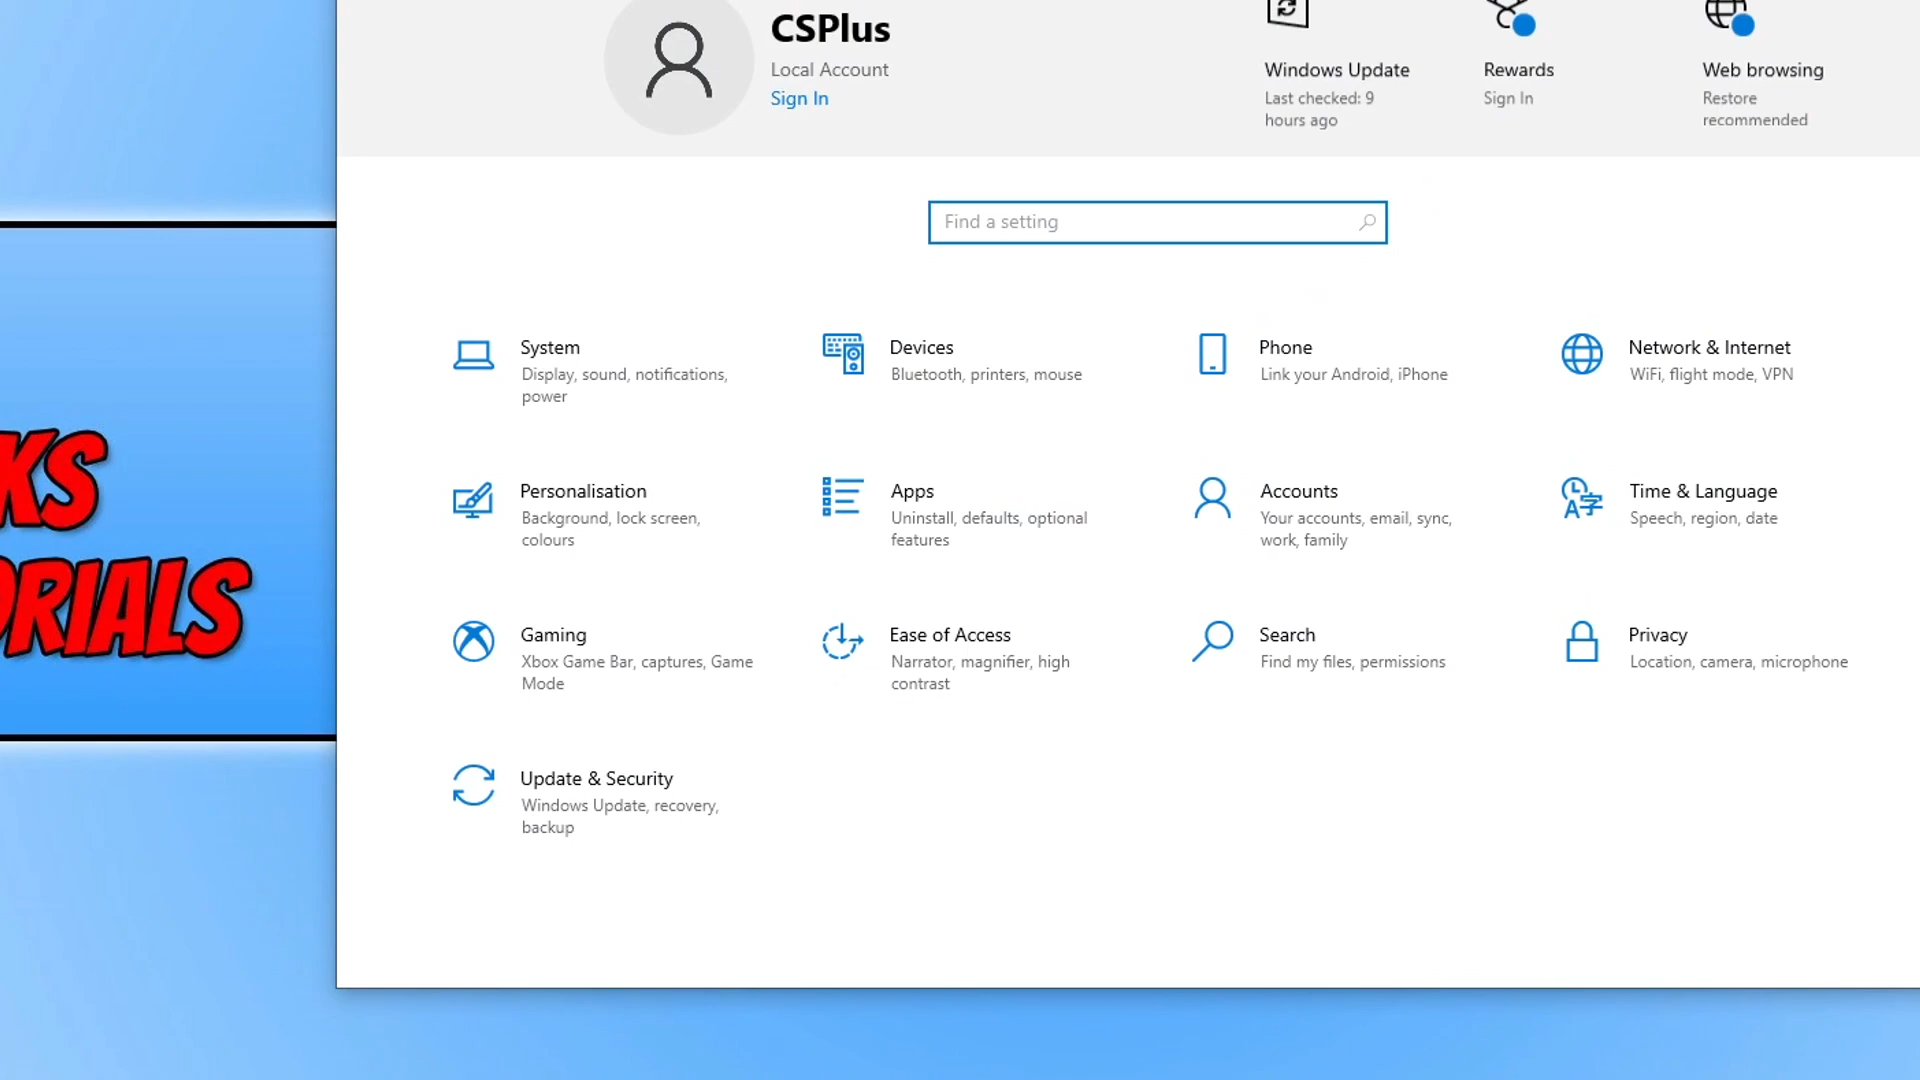 CSPlus
Local Account
Sign In
Windows Update
Last checked: 9
hours ago
Rewards
Sign In
Web browsing
Restore
recommended
Find a setting
System
Display, sound, notifications,
power
Devices
Bluetooth, printers, mouse
Phone
Link your Android, iPhone
Network & Internet
WiFi, flight mode, VPN
KS
ORIALS
Personalisation
Background, lock screen,
colours
Apps
Uninstall, defaults, optional
features
Accounts
Your accounts, email, sync,
work, family
Time & Language
Speech, region, date
Gaming
Xbox Game Bar, captures, Game
Mode
Ease of Access
Narrator, magnifier, high
contrast
Search
Find my files, permissions
Privacy
Location, camera, microphone
Update & Security
Windows Update, recovery,
backup